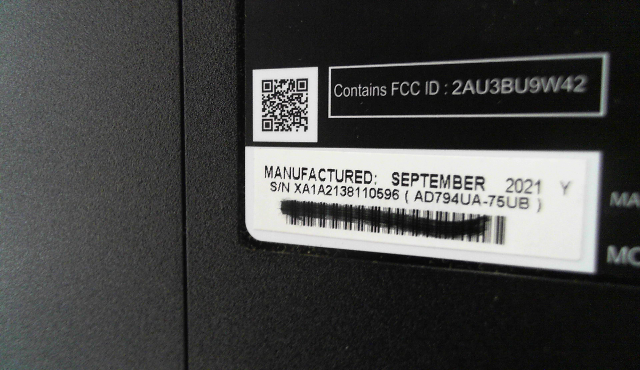 Contains FCC ID : 2AU3BU9W42
MANUFACTURED: SEPTEMBER 2021 Y
S/N XA1A2138110596 ( AD794UA-75UB )
MA
MO